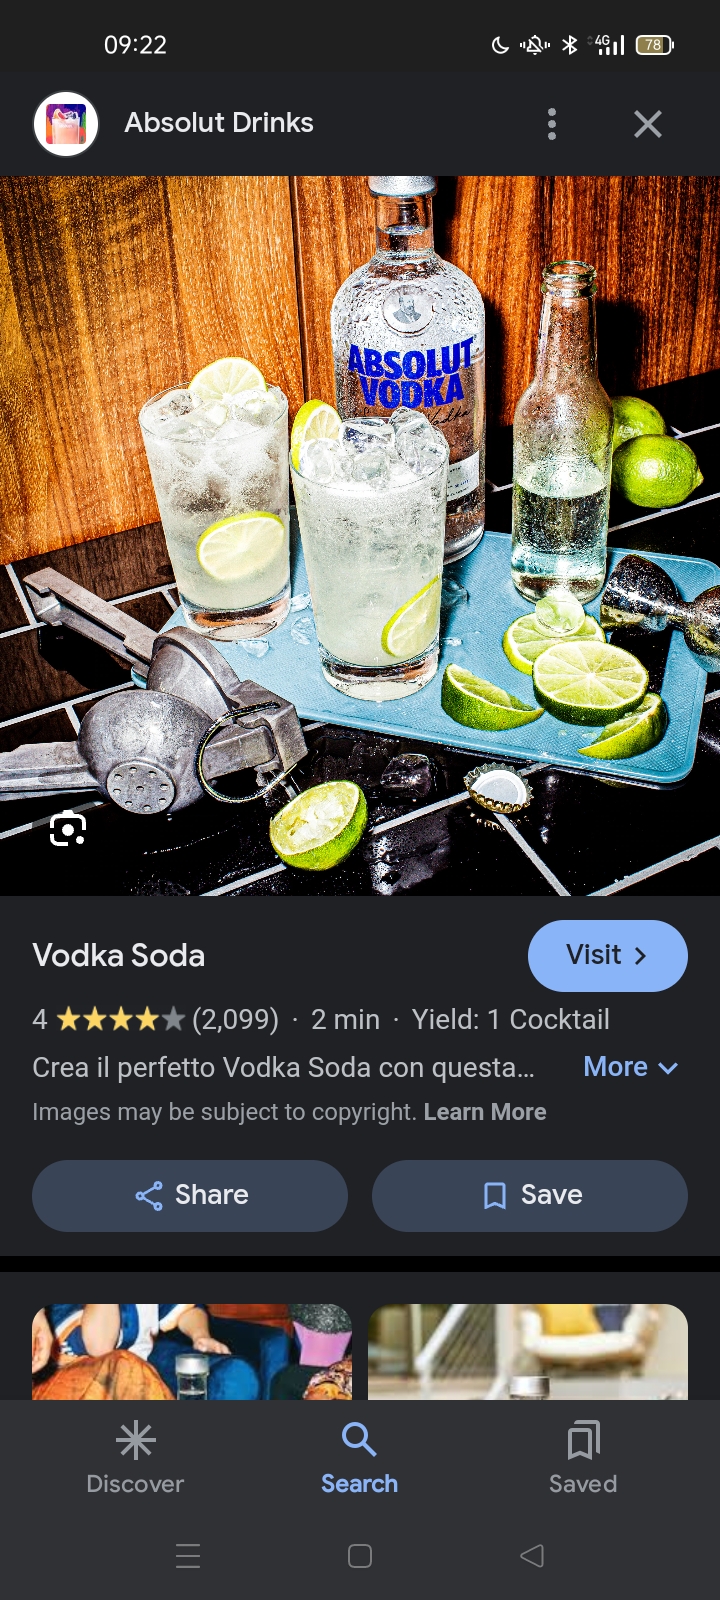 09:22
4G
78
Absolut Drinks
ABSOLUT
VODKA
Vodka
Vodka Soda
Visit
4 ★★★★★ (2,099) · 2 min · Yield: 1 Cocktail
Crea il perfetto Vodka Soda con questa...
More
Images may be subject to copyright. Learn More
Share
Save
Discover
Search
Saved